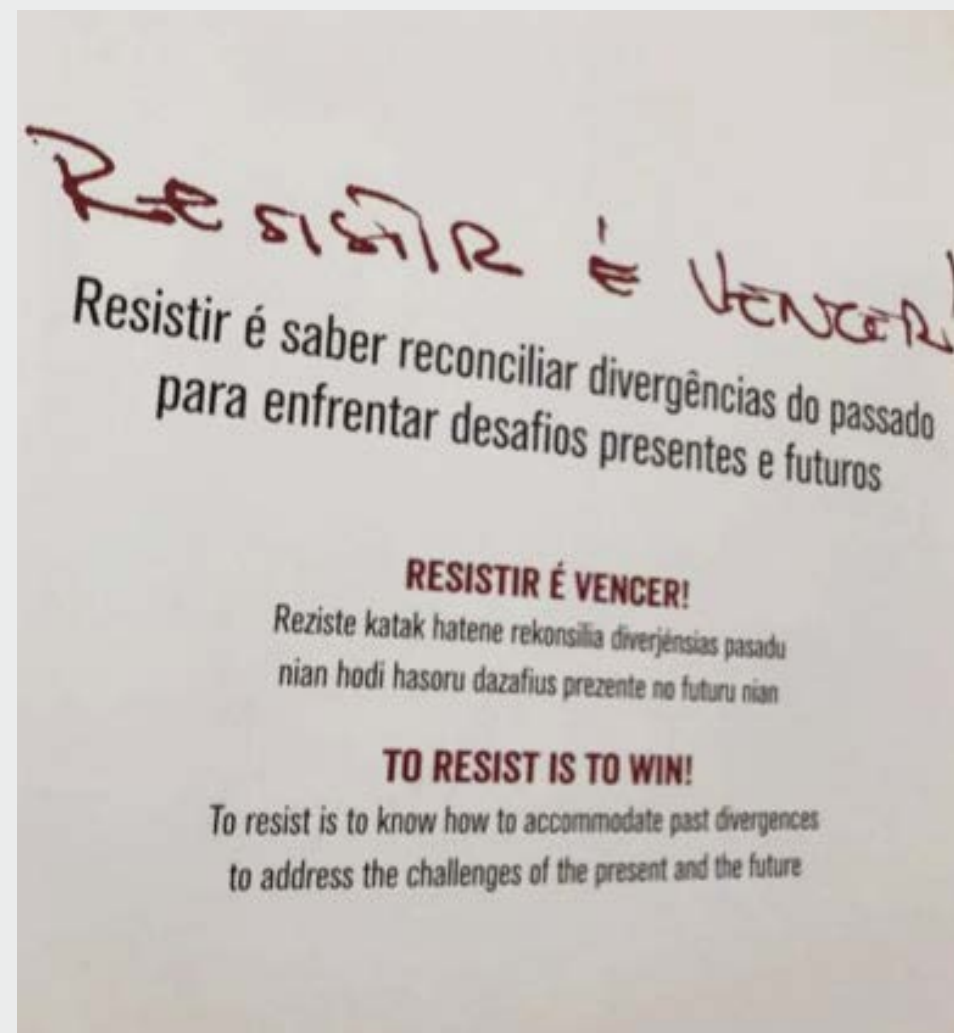 RESISTIR É VENCER!
Resistir é saber reconciliar divergências do passado
para enfrentar desafios presentes e futuros
RESISTIR É VENCER!
Reziste katak hatene rekonsilia diverjénsias pasadu
nian hodi hasoru dazafius prezente no futuru nian
TO RESIST IS TO WIN!
To resist is to know how to accommodate past divergences
to address the challenges of the present and the future